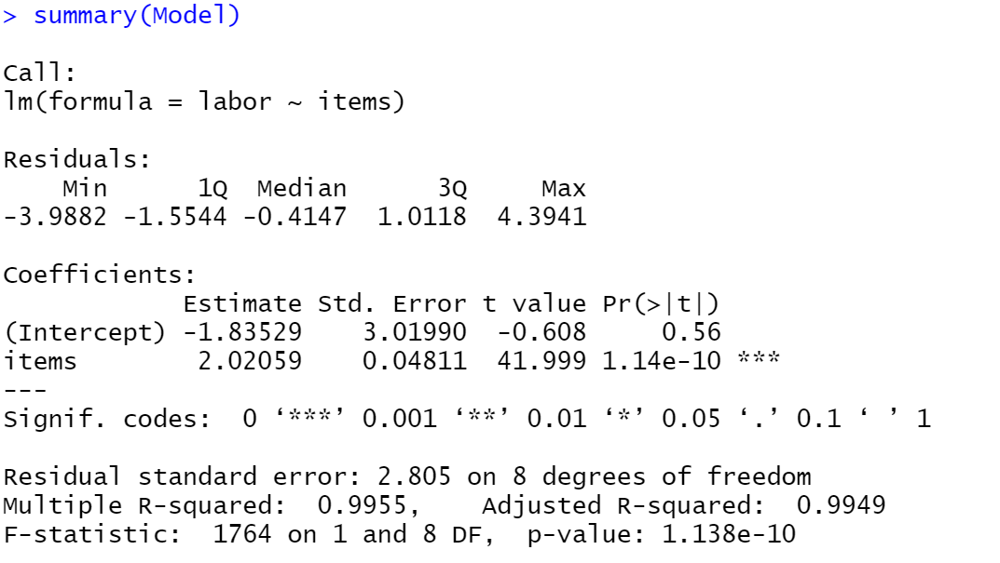 > summary(Model)
Call:
lm(formula = labor ~ items)
Residuals:
    Min      1Q  Median      3Q     Max
-3.9882 -1.5544 -0.4147  1.0118  4.3941
Coefficients:
            Estimate Std. Error t value Pr(>|t|)
(Intercept) -1.83529    3.01990  -0.608     0.56
items        2.02059    0.04811  41.999 1.14e-10 ***
---
Signif. codes:  0 ‘***’ 0.001 ‘**’ 0.01 ‘*’ 0.05 ‘.’ 0.1 ‘ ’ 1
Residual standard error: 2.805 on 8 degrees of freedom
Multiple R-squared:  0.9955,    Adjusted R-squared:  0.9949
F-statistic:  1764 on 1 and 8 DF,  p-value: 1.138e-10